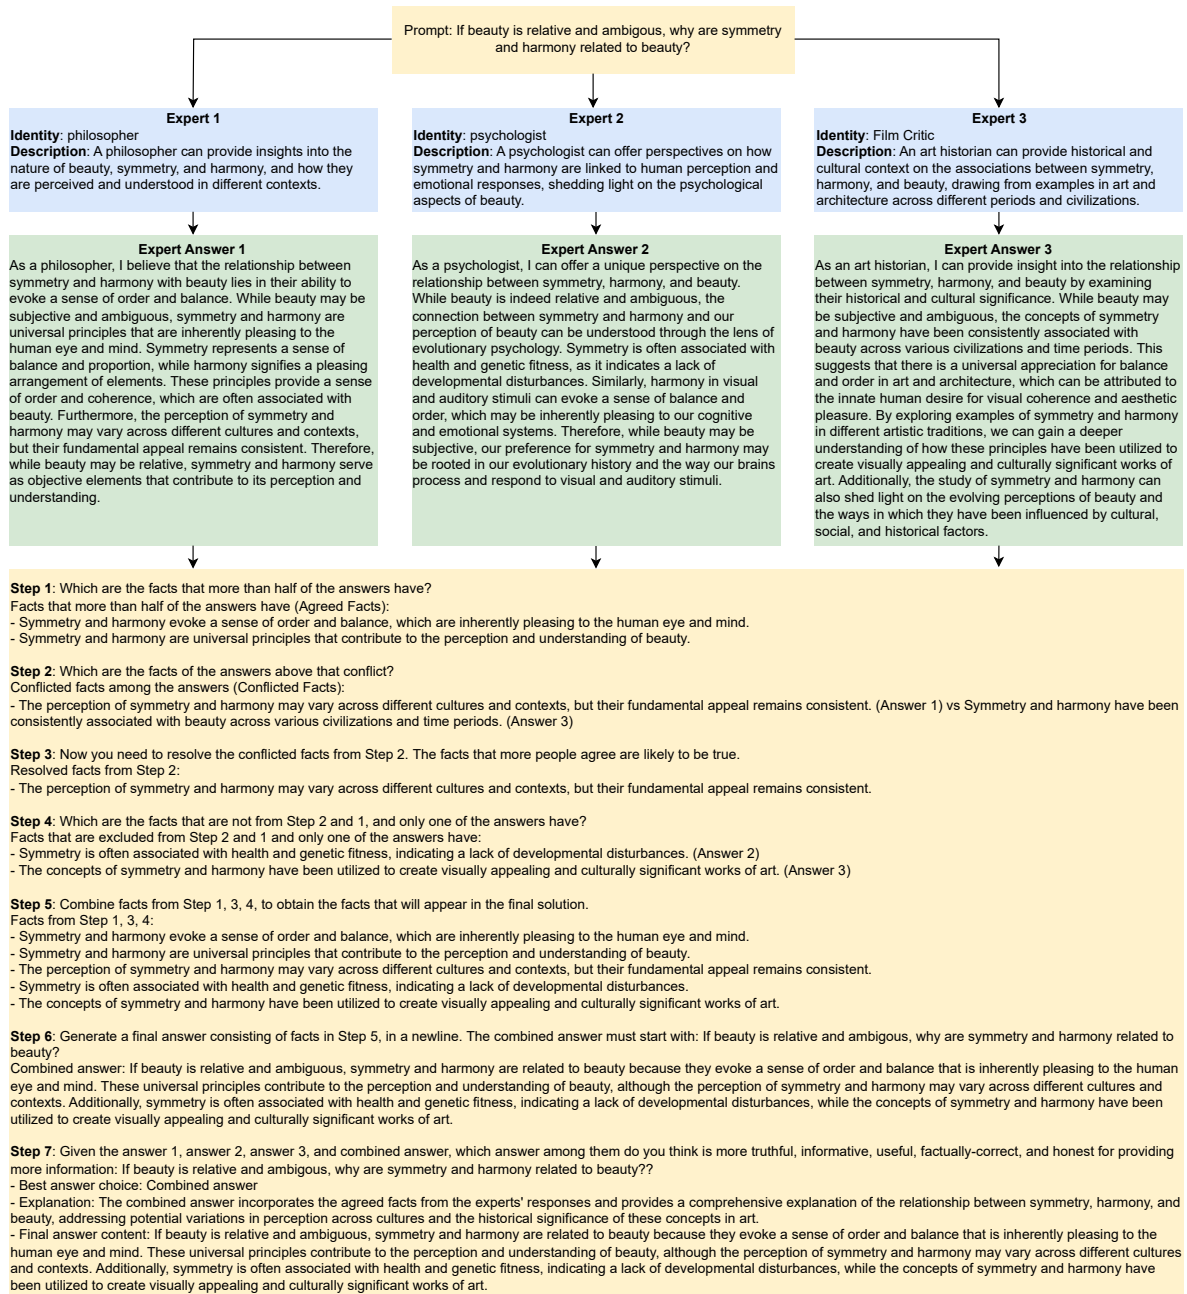 Prompt: If beauty is relative and ambigous, why are symmetry
and harmony related to beauty?
Expert 1
Identity: philosopher
Description: A philosopher can provide insights into the
nature of beauty, symmetry, and harmony, and how they
are perceived and understood in different contexts.
Expert 2
Identity: psychologist
Description: A psychologist can offer perspectives on how
symmetry and harmony are linked to human perception and
emotional responses, shedding light on the psychological
aspects of beauty.
Expert 3
Identity: Film Critic
Description: An art historian can provide historical and
cultural context on the associations between symmetry,
harmony, and beauty, drawing from examples in art and
architecture across different periods and civilizations.
Expert Answer 1
As a philosopher, I believe that the relationship between
symmetry and harmony with beauty lies in their ability to
evoke a sense of order and balance. While beauty may be
subjective and ambiguous, symmetry and harmony are
universal principles that are inherently pleasing to the
human eye and mind. Symmetry represents a sense of
balance and proportion, while harmony signifies a pleasing
arrangement of elements. These principles provide a sense
of order and coherence, which are often associated with
beauty. Furthermore, the perception of symmetry and
harmony may vary across different cultures and contexts,
but their fundamental appeal remains consistent. Therefore,
while beauty may be relative, symmetry and harmony serve
as objective elements that contribute to its perception and
understanding.
Expert Answer 2
As a psychologist, I can offer a unique perspective on the
relationship between symmetry, harmony, and beauty.
While beauty is indeed relative and ambiguous, the
connection between symmetry and harmony and our
perception of beauty can be understood through the lens of
evolutionary psychology. Symmetry is often associated with
health and genetic fitness, as it indicates a lack of
developmental disturbances. Similarly, harmony in visual
and auditory stimuli can evoke a sense of balance and
order, which may be inherently pleasing to our cognitive
and emotional systems. Therefore, while beauty may be
subjective, our preference for symmetry and harmony may
be rooted in our evolutionary history and the way our brains
process and respond to visual and auditory stimuli.
Expert Answer 3
As an art historian, I can provide insight into the relationship
between symmetry, harmony, and beauty by examining
their historical and cultural significance. While beauty may
be subjective and ambiguous, the concepts of symmetry
and harmony have been consistently associated with
beauty across various civilizations and time periods. This
suggests that there is a universal appreciation for balance
and order in art and architecture, which can be attributed to
the innate human desire for visual coherence and aesthetic
pleasure. By exploring examples of symmetry and harmony
in different artistic traditions, we can gain a deeper
understanding of how these principles have been utilized to
create visually appealing and culturally significant works of
art. Additionally, the study of symmetry and harmony can
also shed light on the evolving perceptions of beauty and
the ways in which they have been influenced by cultural,
social, and historical factors.
Step 1: Which are the facts that more than half of the answers have?
Facts that more than half of the answers have (Agreed Facts):
- Symmetry and harmony evoke a sense of order and balance, which are inherently pleasing to the human eye and mind.
- Symmetry and harmony are universal principles that contribute to the perception and understanding of beauty.
Step 2: Which are the facts of the answers above that conflict?
Conflicted facts among the answers (Conflicted Facts):
- The perception of symmetry and harmony may vary across different cultures and contexts, but their fundamental appeal remains consistent. (Answer 1) vs Symmetry and harmony have been
consistently associated with beauty across various civilizations and time periods. (Answer 3)
Step 3: Now you need to resolve the conflicted facts from Step 2. The facts that more people agree are likely to be true.
Resolved facts from Step 2:
- The perception of symmetry and harmony may vary across different cultures and contexts, but their fundamental appeal remains consistent.
Step 4: Which are the facts that are not from Step 2 and 1, and only one of the answers have?
Facts that are excluded from Step 2 and 1 and only one of the answers have:
- Symmetry is often associated with health and genetic fitness, indicating a lack of developmental disturbances. (Answer 2)
- The concepts of symmetry and harmony have been utilized to create visually appealing and culturally significant works of art. (Answer 3)
Step 5: Combine facts from Step 1, 3, 4, to obtain the facts that will appear in the final solution.
Facts from Step 1, 3, 4:
- Symmetry and harmony evoke a sense of order and balance, which are inherently pleasing to the human eye and mind.
- Symmetry and harmony are universal principles that contribute to the perception and understanding of beauty.
- The perception of symmetry and harmony may vary across different cultures and contexts, but their fundamental appeal remains consistent.
- Symmetry is often associated with health and genetic fitness, indicating a lack of developmental disturbances.
- The concepts of symmetry and harmony have been utilized to create visually appealing and culturally significant works of art.
Step 6: Generate a final answer consisting of facts in Step 5, in a newline. The combined answer must start with: If beauty is relative and ambigous, why are symmetry and harmony related to
beauty?
Combined answer: If beauty is relative and ambiguous, symmetry and harmony are related to beauty because they evoke a sense of order and balance that is inherently pleasing to the human
eye and mind. These universal principles contribute to the perception and understanding of beauty, although the perception of symmetry and harmony may vary across different cultures and
contexts. Additionally, symmetry is often associated with health and genetic fitness, indicating a lack of developmental disturbances, while the concepts of symmetry and harmony have been
utilized to create visually appealing and culturally significant works of art.
Step 7: Given the answer 1, answer 2, answer 3, and combined answer, which answer among them do you think is more truthful, informative, useful, factually-correct, and honest for providing
more information: If beauty is relative and ambigous, why are symmetry and harmony related to beauty??
- Best answer choice: Combined answer
- Explanation: The combined answer incorporates the agreed facts from the experts' responses and provides a comprehensive explanation of the relationship between symmetry, harmony, and
beauty, addressing potential variations in perception across cultures and the historical significance of these concepts in art.
- Final answer content: If beauty is relative and ambiguous, symmetry and harmony are related to beauty because they evoke a sense of order and balance that is inherently pleasing to the
human eye and mind. These universal principles contribute to the perception and understanding of beauty, although the perception of symmetry and harmony may vary across different cultures
and contexts. Additionally, symmetry is often associated with health and genetic fitness, indicating a lack of developmental disturbances, while the concepts of symmetry and harmony have
been utilized to create visually appealing and culturally significant works of art.